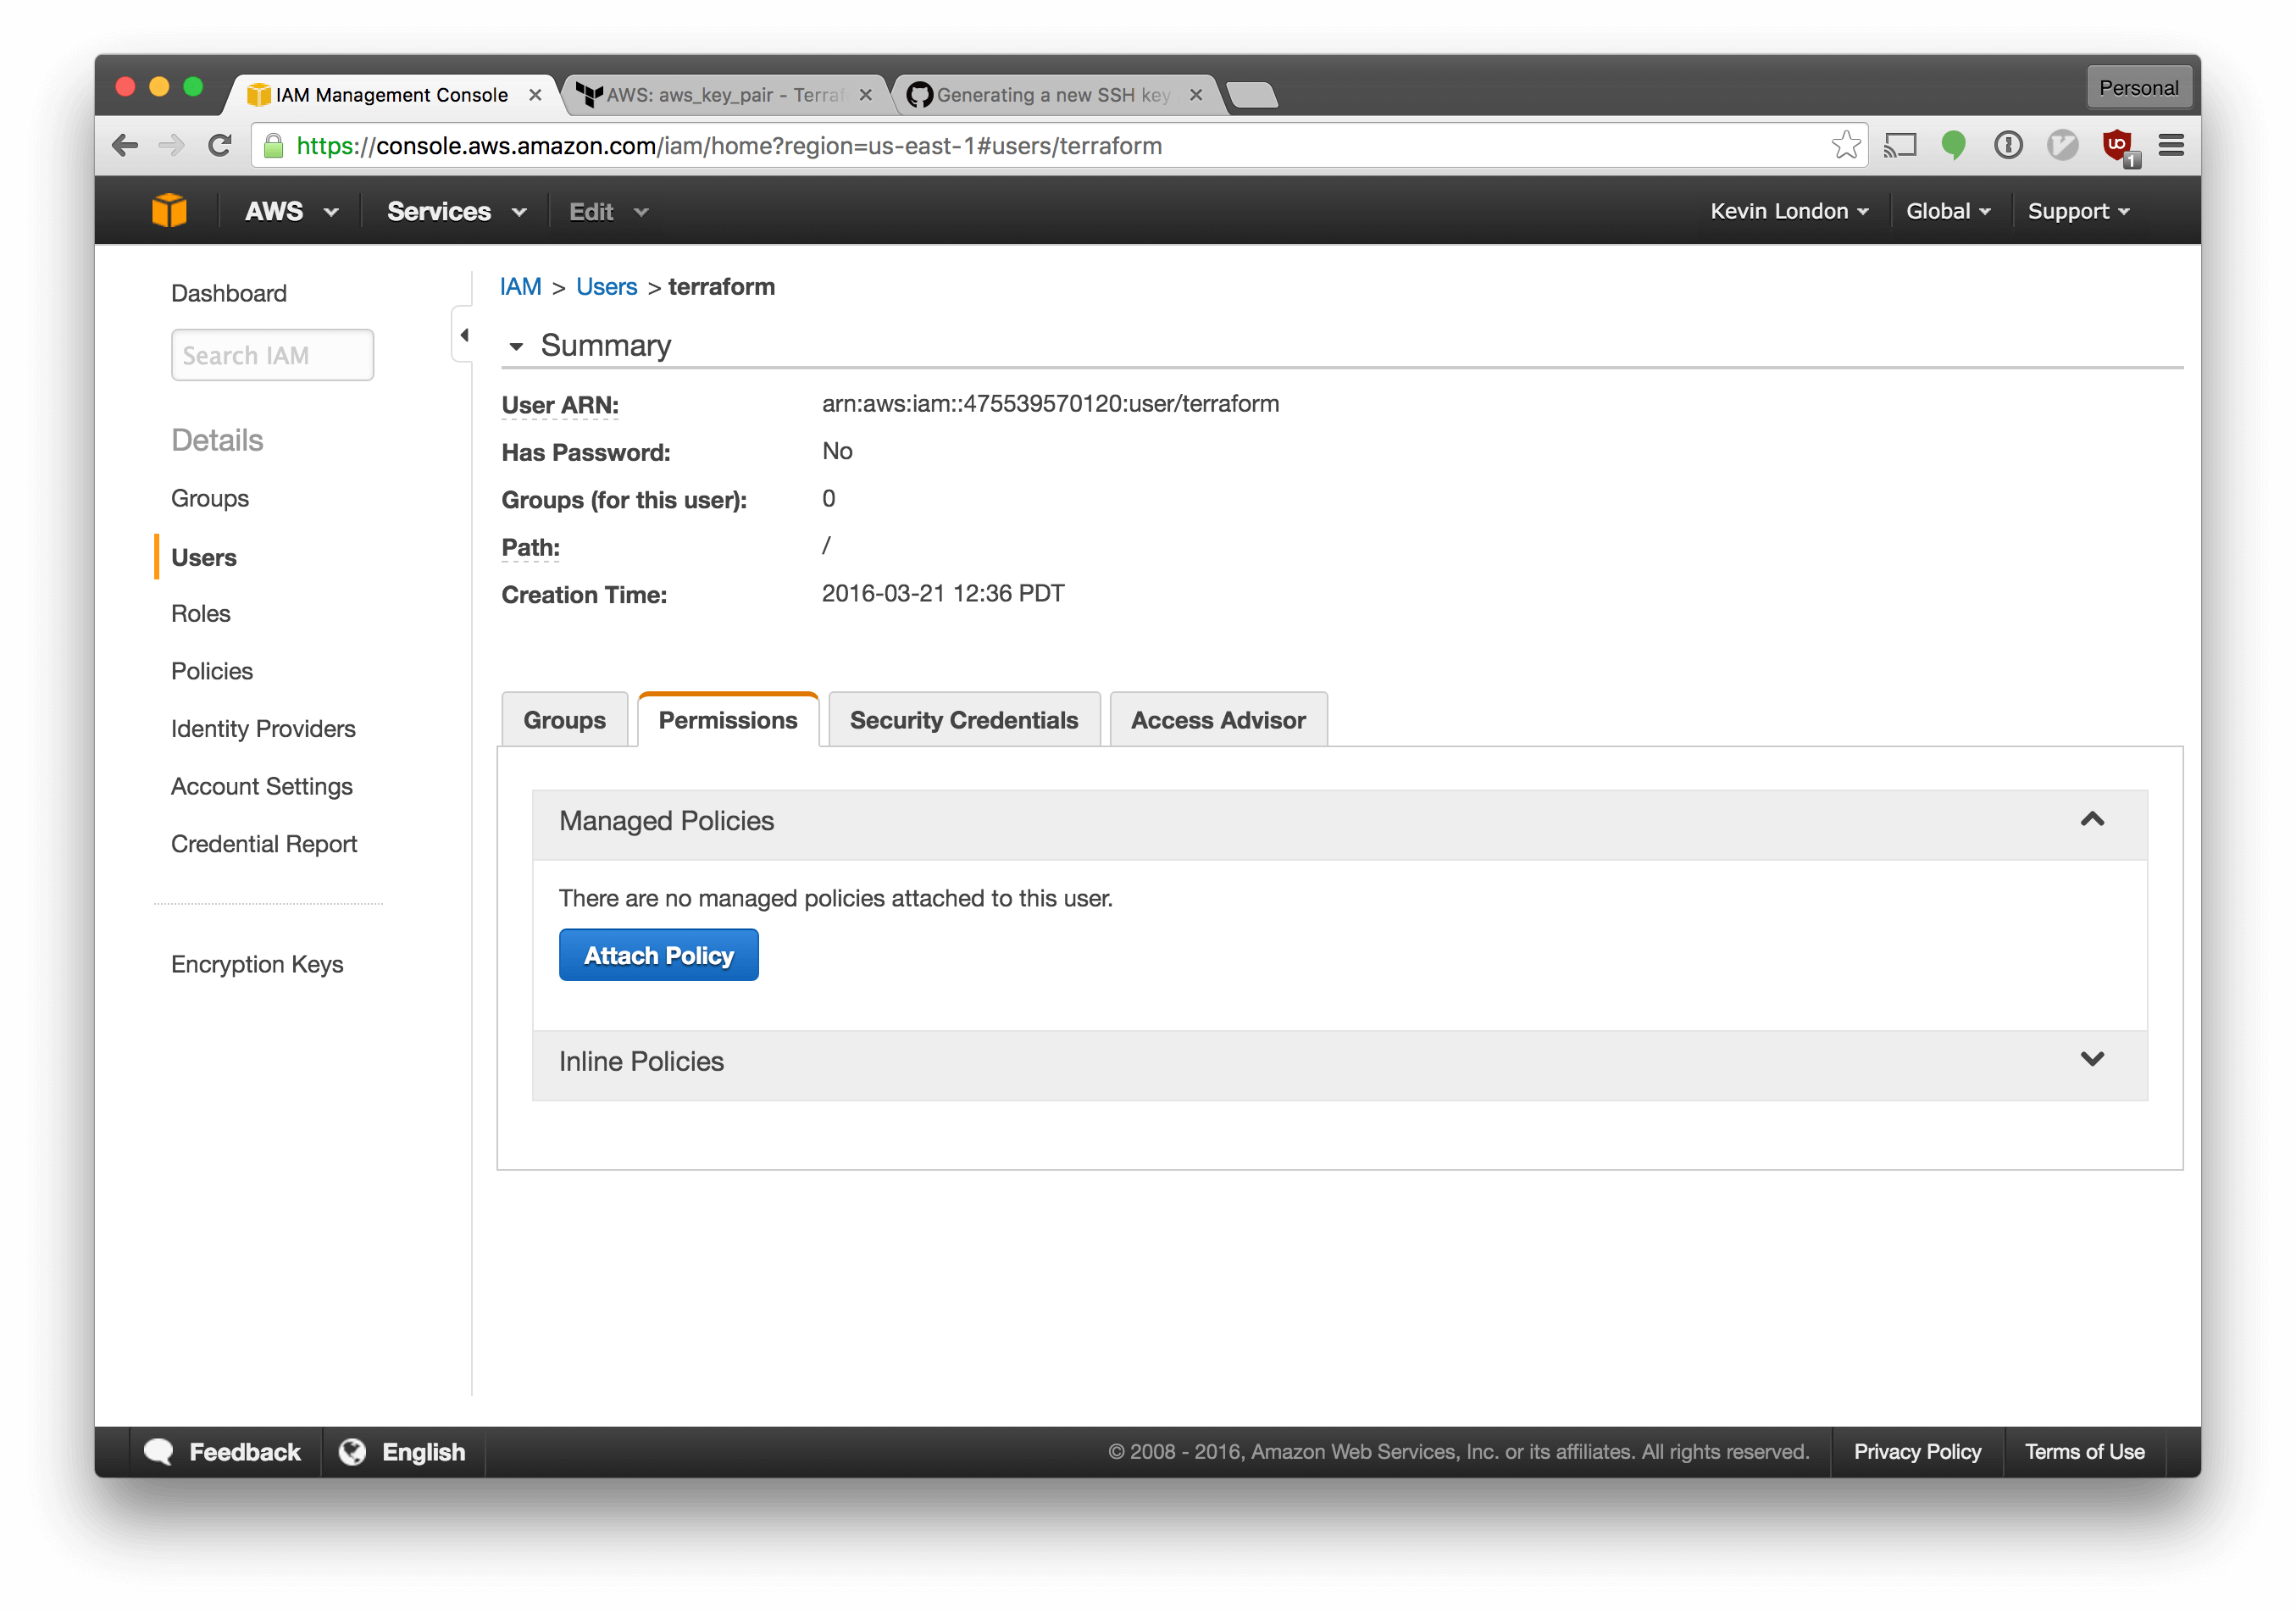 IAM Management Console
AWS: aws_key_pair - Terraf
Generating a new SSH key
Personal
https://console.aws.amazon.com/iam/home?region=us-east-1#users/terraform
1
AWS Services Edit Kevin London Global Support
Dashboard
Search IAM
Details
Groups
Users
Roles
Policies
Identity Providers
Account Settings
Credential Report
Encryption Keys
IAM > Users > terraform
Summary
User ARN: arn:aws:iam::475539570120:user/terraform
Has Password: No
Groups (for this user): 0
Path: /
Creation Time: 2016-03-21 12:36 PDT
Groups Permissions Security Credentials Access Advisor
Managed Policies
There are no managed policies attached to this user.
Attach Policy
Inline Policies
Feedback English © 2008 - 2016, Amazon Web Services, Inc. or its affiliates. All rights reserved. Privacy Policy Terms of Use